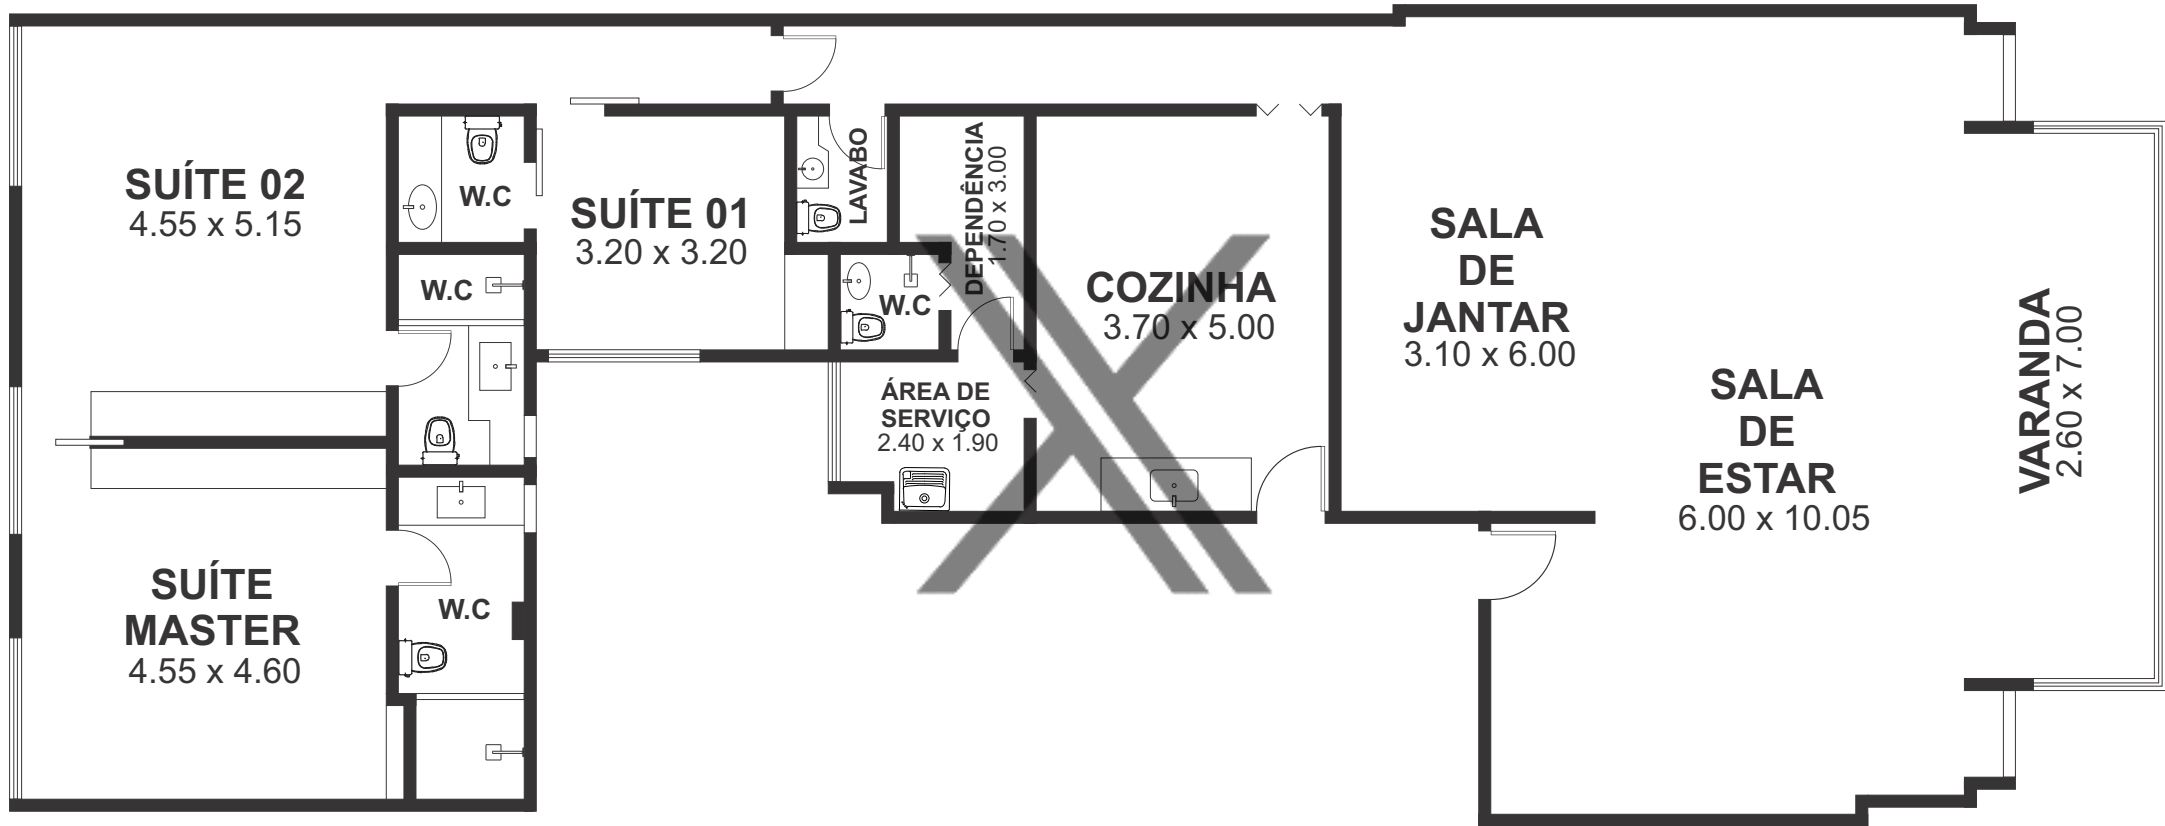 SUÍTE 02
4.55 x 5.15
W.C
SUÍTE 01
3.20 x 3.20
LAVABO
DEPENDÊNCIA
1.70 x 3.00
W.C
W.C
COZINHA
3.70 x 5.00
SALA
DE
JANTAR
3.10 x 6.00
SALA
DE
ESTAR
6.00 x 10.05
VARANDA
2.60 x 7.00
ÁREA DE
SERVIÇO
2.40 x 1.90
SUÍTE
MASTER
4.55 x 4.60
W.C